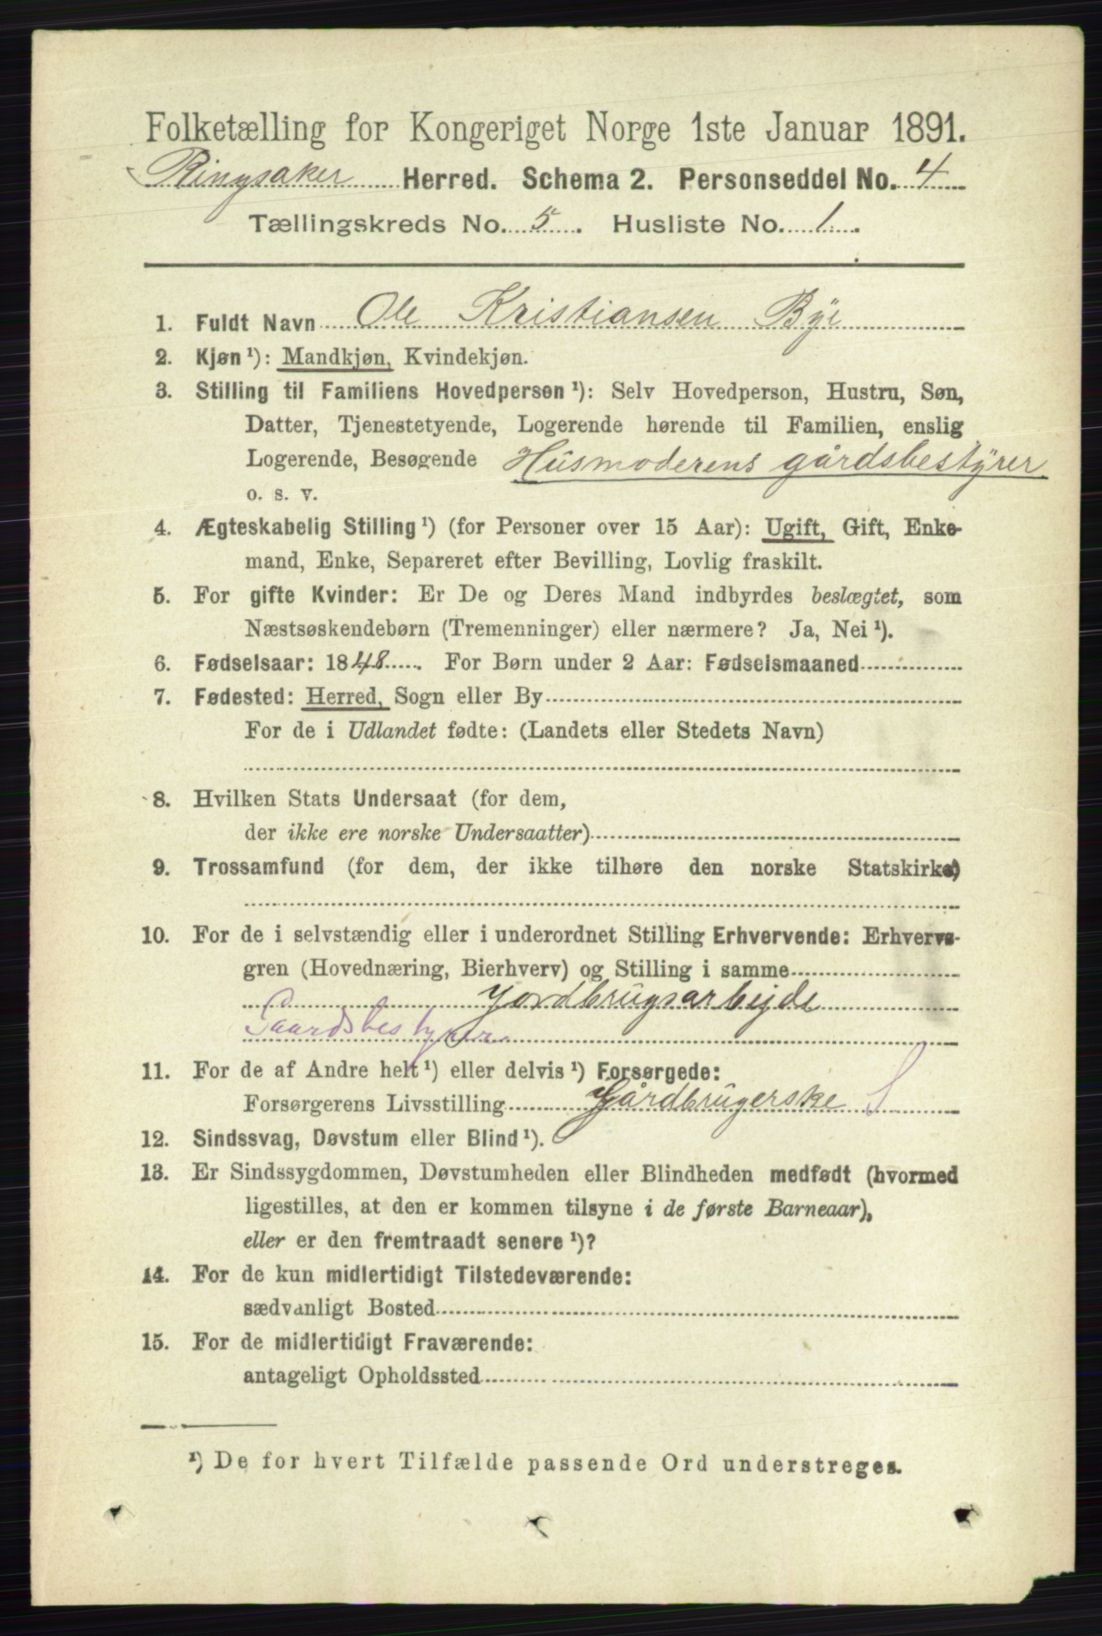 Folketælling for Kongeriget Norge 1ste Januar 1891.
Ringsaker Herred. Schema 2. Personseddel No. 4
Tællingskreds No. 5. Husliste No. 1.
1. Fuldt Navn Ole Kristiansen Bÿe
2. Kjøn ¹): Mandkjøn, Kvindekjøn.
3. Stilling til Familiens Hovedperson ¹): Selv Hovedperson, Hustru, Søn,
Datter, Tjenestetyende, Logerende hørende til Familien, enslig
Logerende, Besøgende Husmoderens gårdsbestÿrer
o. s. v.
4. Ægteskabelig Stilling ¹) (for Personer over 15 Aar): Ugift, Gift, Enke-
mand, Enke, Separeret efter Bevilling, Lovlig fraskilt.
5. For gifte Kvinder: Er De og Deres Mand indbyrdes beslægtet, som
Næstsøskendebørn (Tremenninger) eller nærmere? Ja, Nei ¹).
6. Fødselsaar: 1848. For Børn under 2 Aar: Fødselsmaaned
7. Fødested: Herred, Sogn eller By
For de i Udlandet fødte: (Landets eller Stedets Navn)
8. Hvilken Stats Undersaat (for dem,
der ikke ere norske Undersaatter)
9. Trossamfund (for dem, der ikke tilhøre den norske Statskirke)
10. For de i selvstændig eller i underordnet Stilling Erhvervende: Erhvervs-
gren (Hovednæring, Bierhverv) og Stilling i samme
Jordbrugsarbejde
Gaardsbestyrer
11. For de af Andre helt ¹) eller delvis ¹) Forsørgede:
Forsørgerens Livsstilling Gårdbrugerske S
12. Sindssvag, Døvstum eller Blind ¹).
13. Er Sindssygdommen, Døvstumheden eller Blindheden medfødt (hvormed
ligestilles, at den er kommen tilsyne i de første Barneaar),
eller er den fremtraadt senere ¹)?
14. For de kun midlertidigt Tilstedeværende:
sædvanligt Bosted
15. For de midlertidigt Fraværende:
antageligt Opholdssted
¹) De for hvert Tilfælde passende Ord understreges.